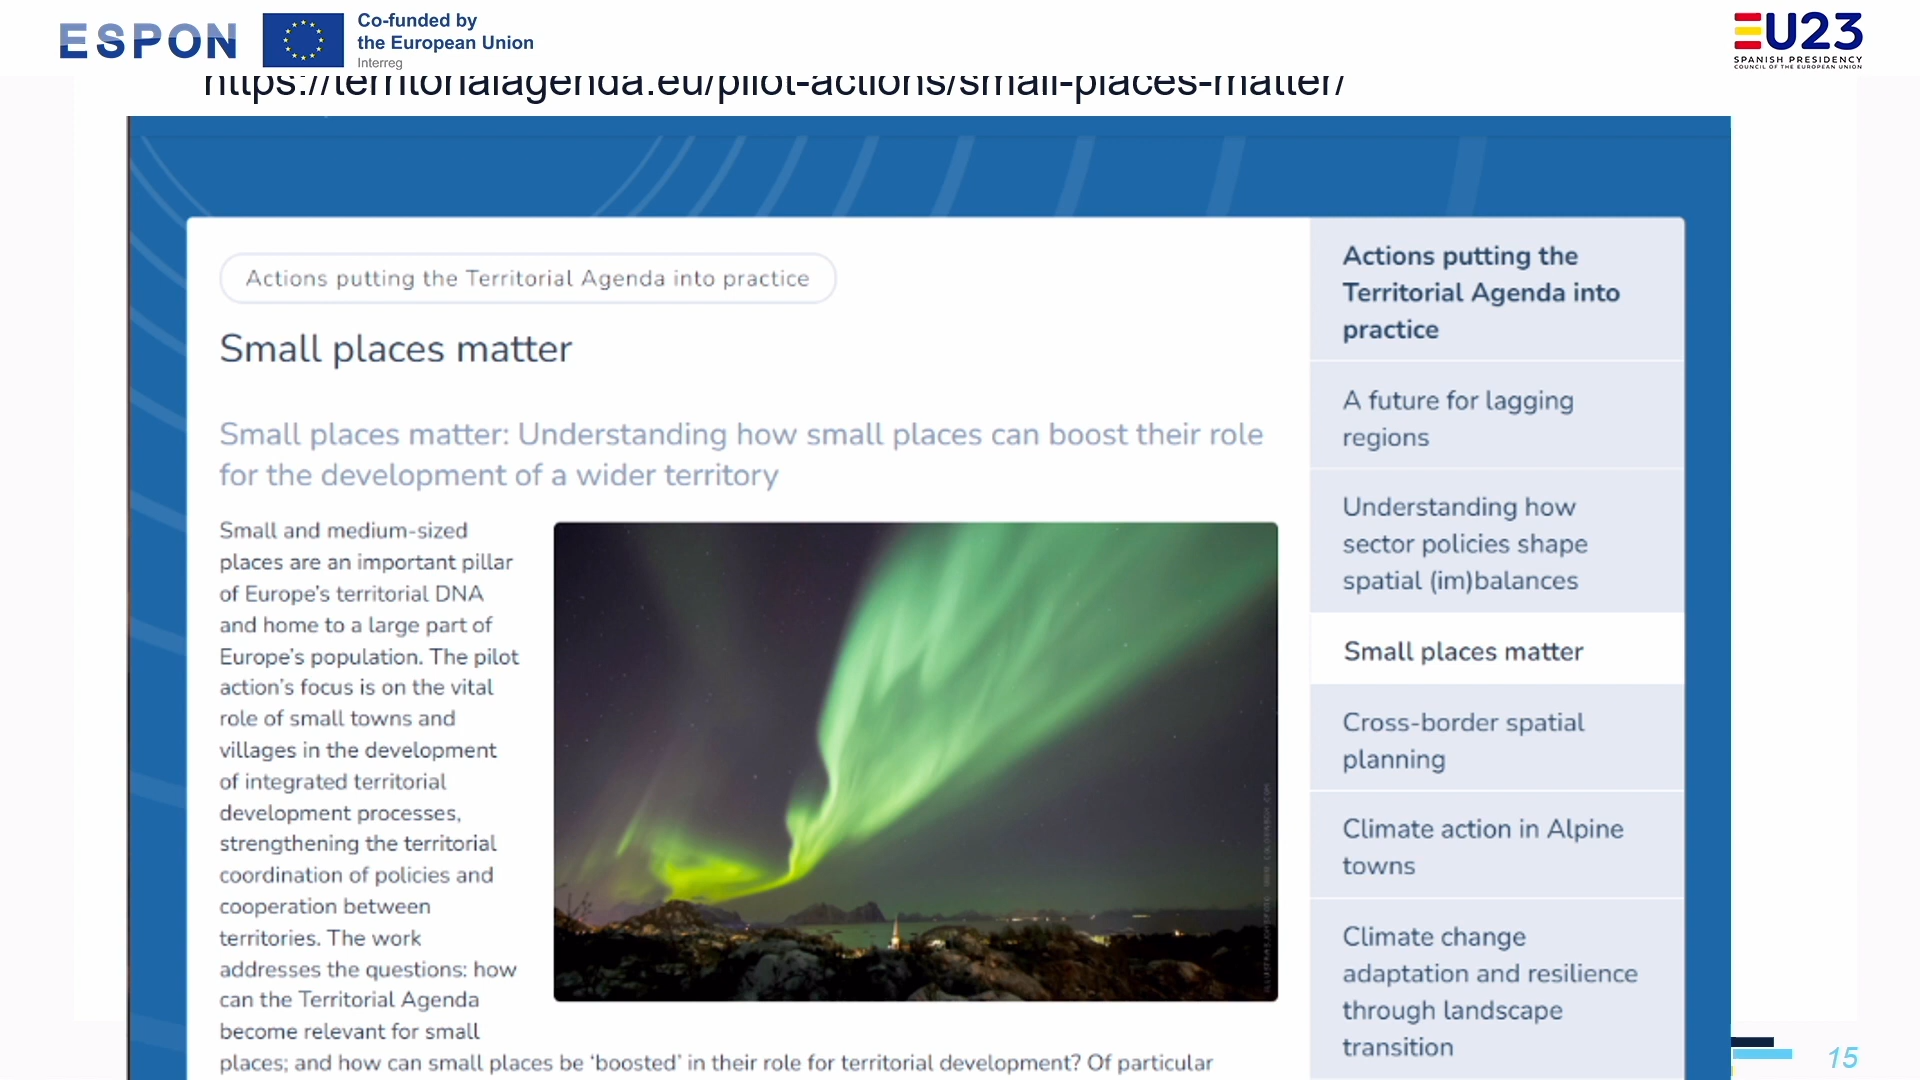 ESPON
Co-funded by
the European Union
Interreg
EU23
SPANISH PRESIDENCY
COUNCIL OF THE EUROPEAN UNION
https://territorialagenda.eu/pilot-actions/small-places-matter/
Actions putting the Territorial Agenda into practice
Small places matter
Small places matter: Understanding how small places can boost their role
for the development of a wider territory
Small and medium-sized
places are an important pillar
of Europe’s territorial DNA
and home to a large part of
Europe’s population. The pilot
action’s focus is on the vital
role of small towns and
villages in the development
of integrated territorial
development processes,
strengthening the territorial
coordination of policies and
cooperation between
territories. The work
addresses the questions: how
can the Territorial Agenda
become relevant for small
places; and how can small places be ‘boosted’ in their role for territorial development? Of particular
Actions putting the
Territorial Agenda into
practice
A future for lagging
regions
Understanding how
sector policies shape
spatial (im)balances
Small places matter
Cross-border spatial
planning
Climate action in Alpine
towns
Climate change
adaptation and resilience
through landscape
transition
15